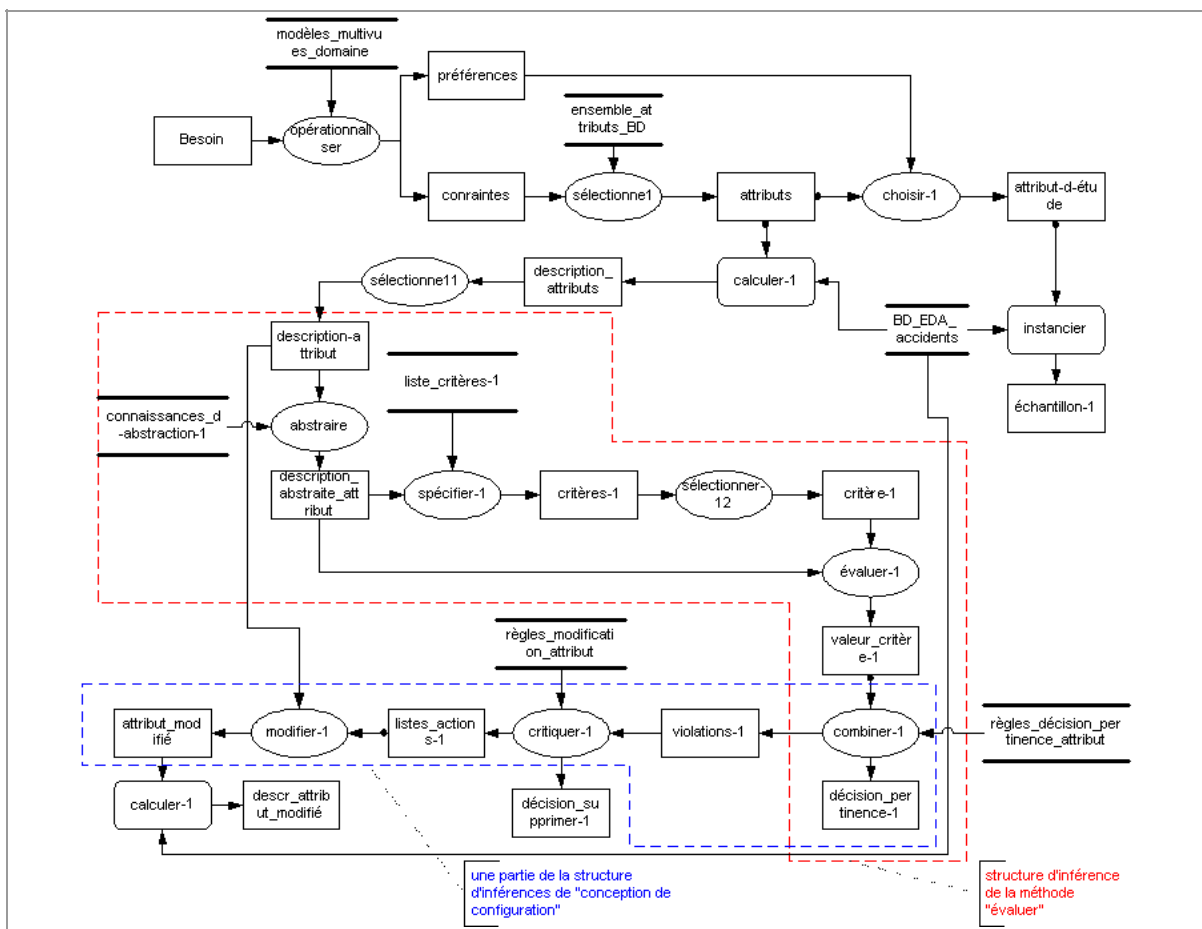 modèles_multivu
es_domaine
préférences
ensemble_at
tributs_BD
Besoin
opérationnali
ser
conraintes
sélectionne1
attributs
choisir-1
attribut-d-étu
de
sélectionne11
description_
attributs
calculer-1
BD_EDA_
accidents
instancier
description-a
ttribut
liste_critères-1
échantillon-1
connaissances_d
-abstraction-1
abstraire
description_
abstraite_att
ribut
spécifier-1
critères-1
sélectionner-
12
critère-1
évaluer-1
règles_modificati
on_attribut
valeur_critèr
e-1
attribut_mod
ifié
modifier-1
listes_action
s-1
critiquer-1
violations-1
combiner-1
règles_décision_per
tinence_attribut
calculer-1
descr_attrib
ut_modifié
décision_su
pprimer-1
décision_per
tinence-1
une partie de la structure
d'inférences de "conception de
configuration"
structure d'inférence
de la méthode
"évaluer"